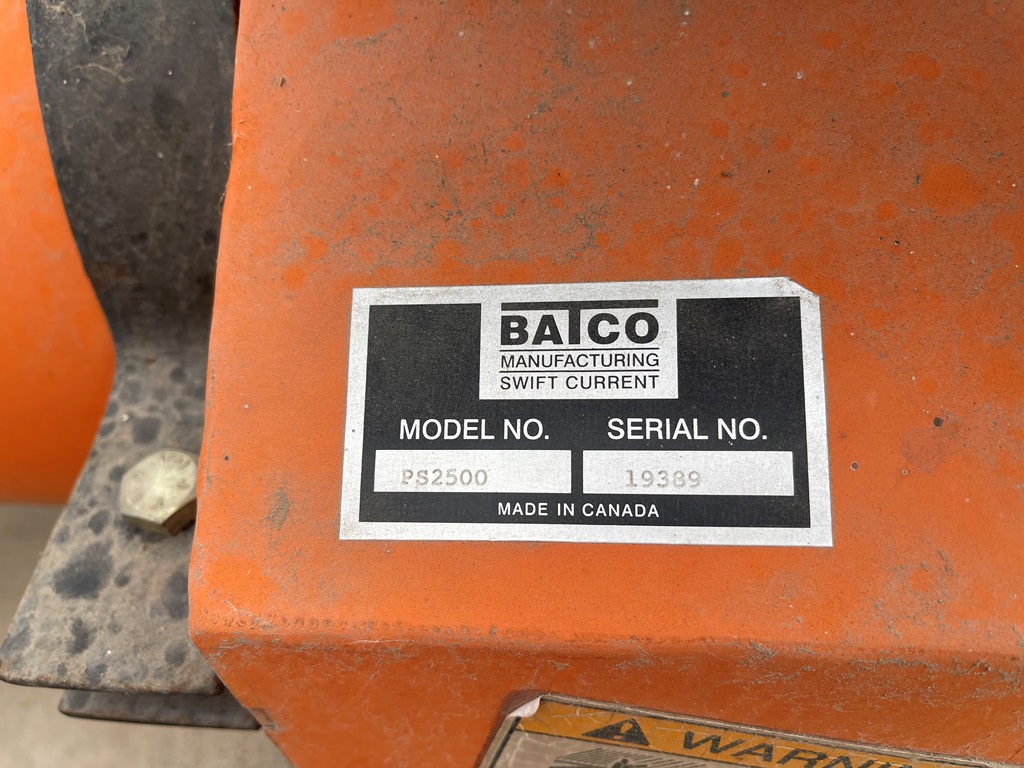 BATCO
MANUFACTURING
SWIFT CURRENT
MODEL NO. SERIAL NO.
PS2500 19389
MADE IN CANADA